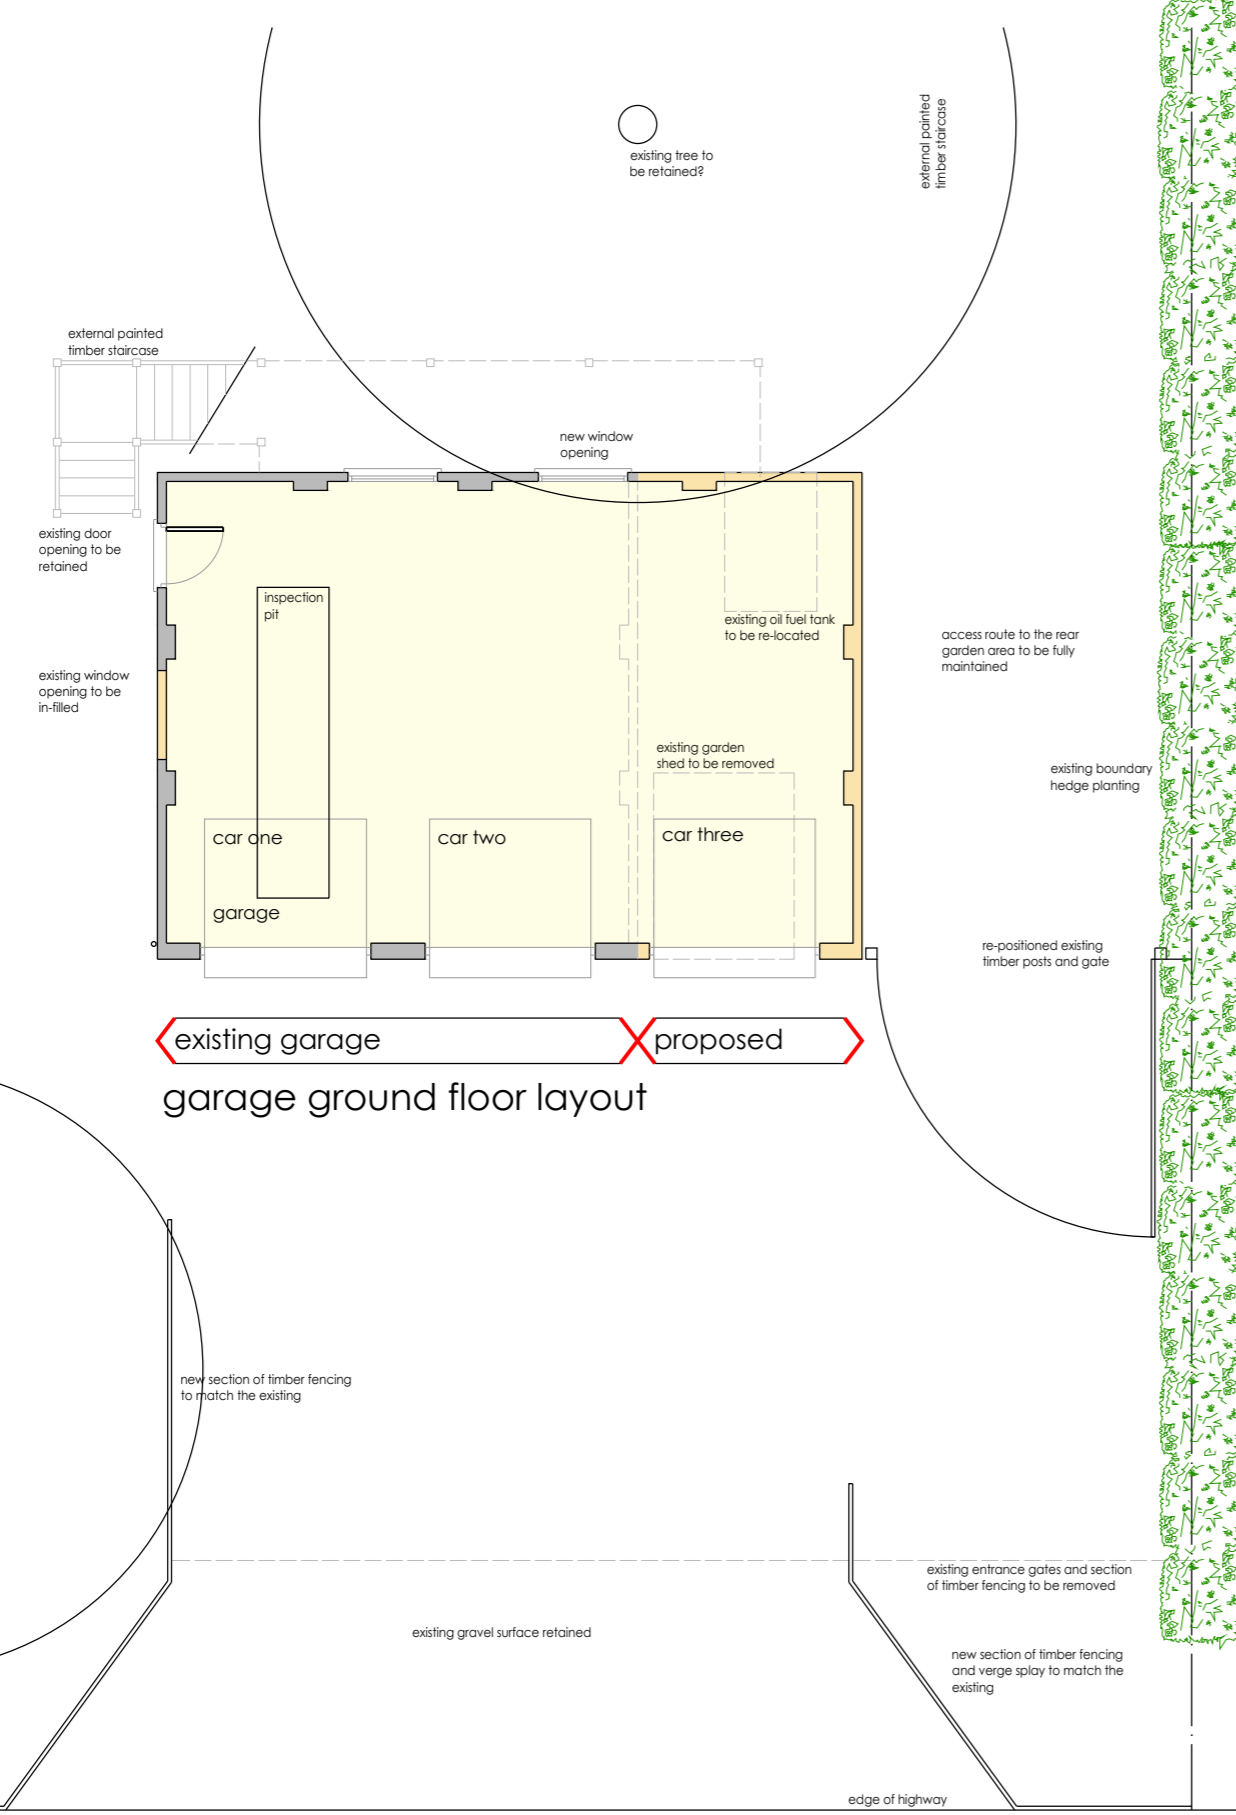 external painted
timber staircase
existing tree to
be retained?
external painted
timber staircase
new window
opening
existing door
opening to be
retained
inspection
pit
existing oil fuel tank
to be re-located
access route to the rear
garden area to be fully
maintained
existing window
opening to be
in-filled
existing garden
shed to be removed
existing boundary
hedge planting
car one
car two
car three
garage
re-positioned existing
timber posts and gate
existing garage
proposed
garage ground floor layout
new section of timber fencing
to match the existing
existing entrance gates and section
of timber fencing to be removed
existing gravel surface retained
new section of timber fencing
and verge splay to match the
existing
edge of highway